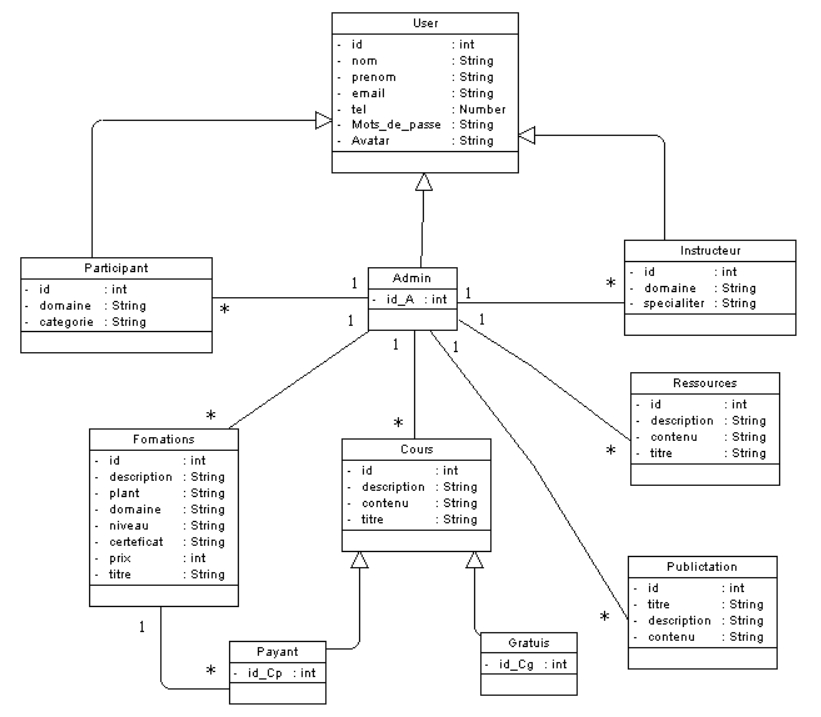 User
- id : int
- nom : String
- prenom : String
- email : String
- tel : Number
- Mots_de_passe : String
- Avatar : String
Participant
- id : int
- domaine : String
- categorie : String
1
*
Admin
- id_A : int
1
*
Instructeur
- id : int
- domaine : String
- specialiter : String
1
1
1
1
*
*
*
*
Ressources
- id : int
- description : String
- contenu : String
- titre : String
Fomations
- id : int
- description : String
- plant : String
- domaine : String
- niveau : String
- certeficat : String
- prix : int
- titre : String
Cours
- id : int
- description : String
- contenu : String
- titre : String
Publictation
- id : int
- titre : String
- description : String
- contenu : String
1
*
Payant
- id_Cp : int
Gratuis
- id_Cg : int